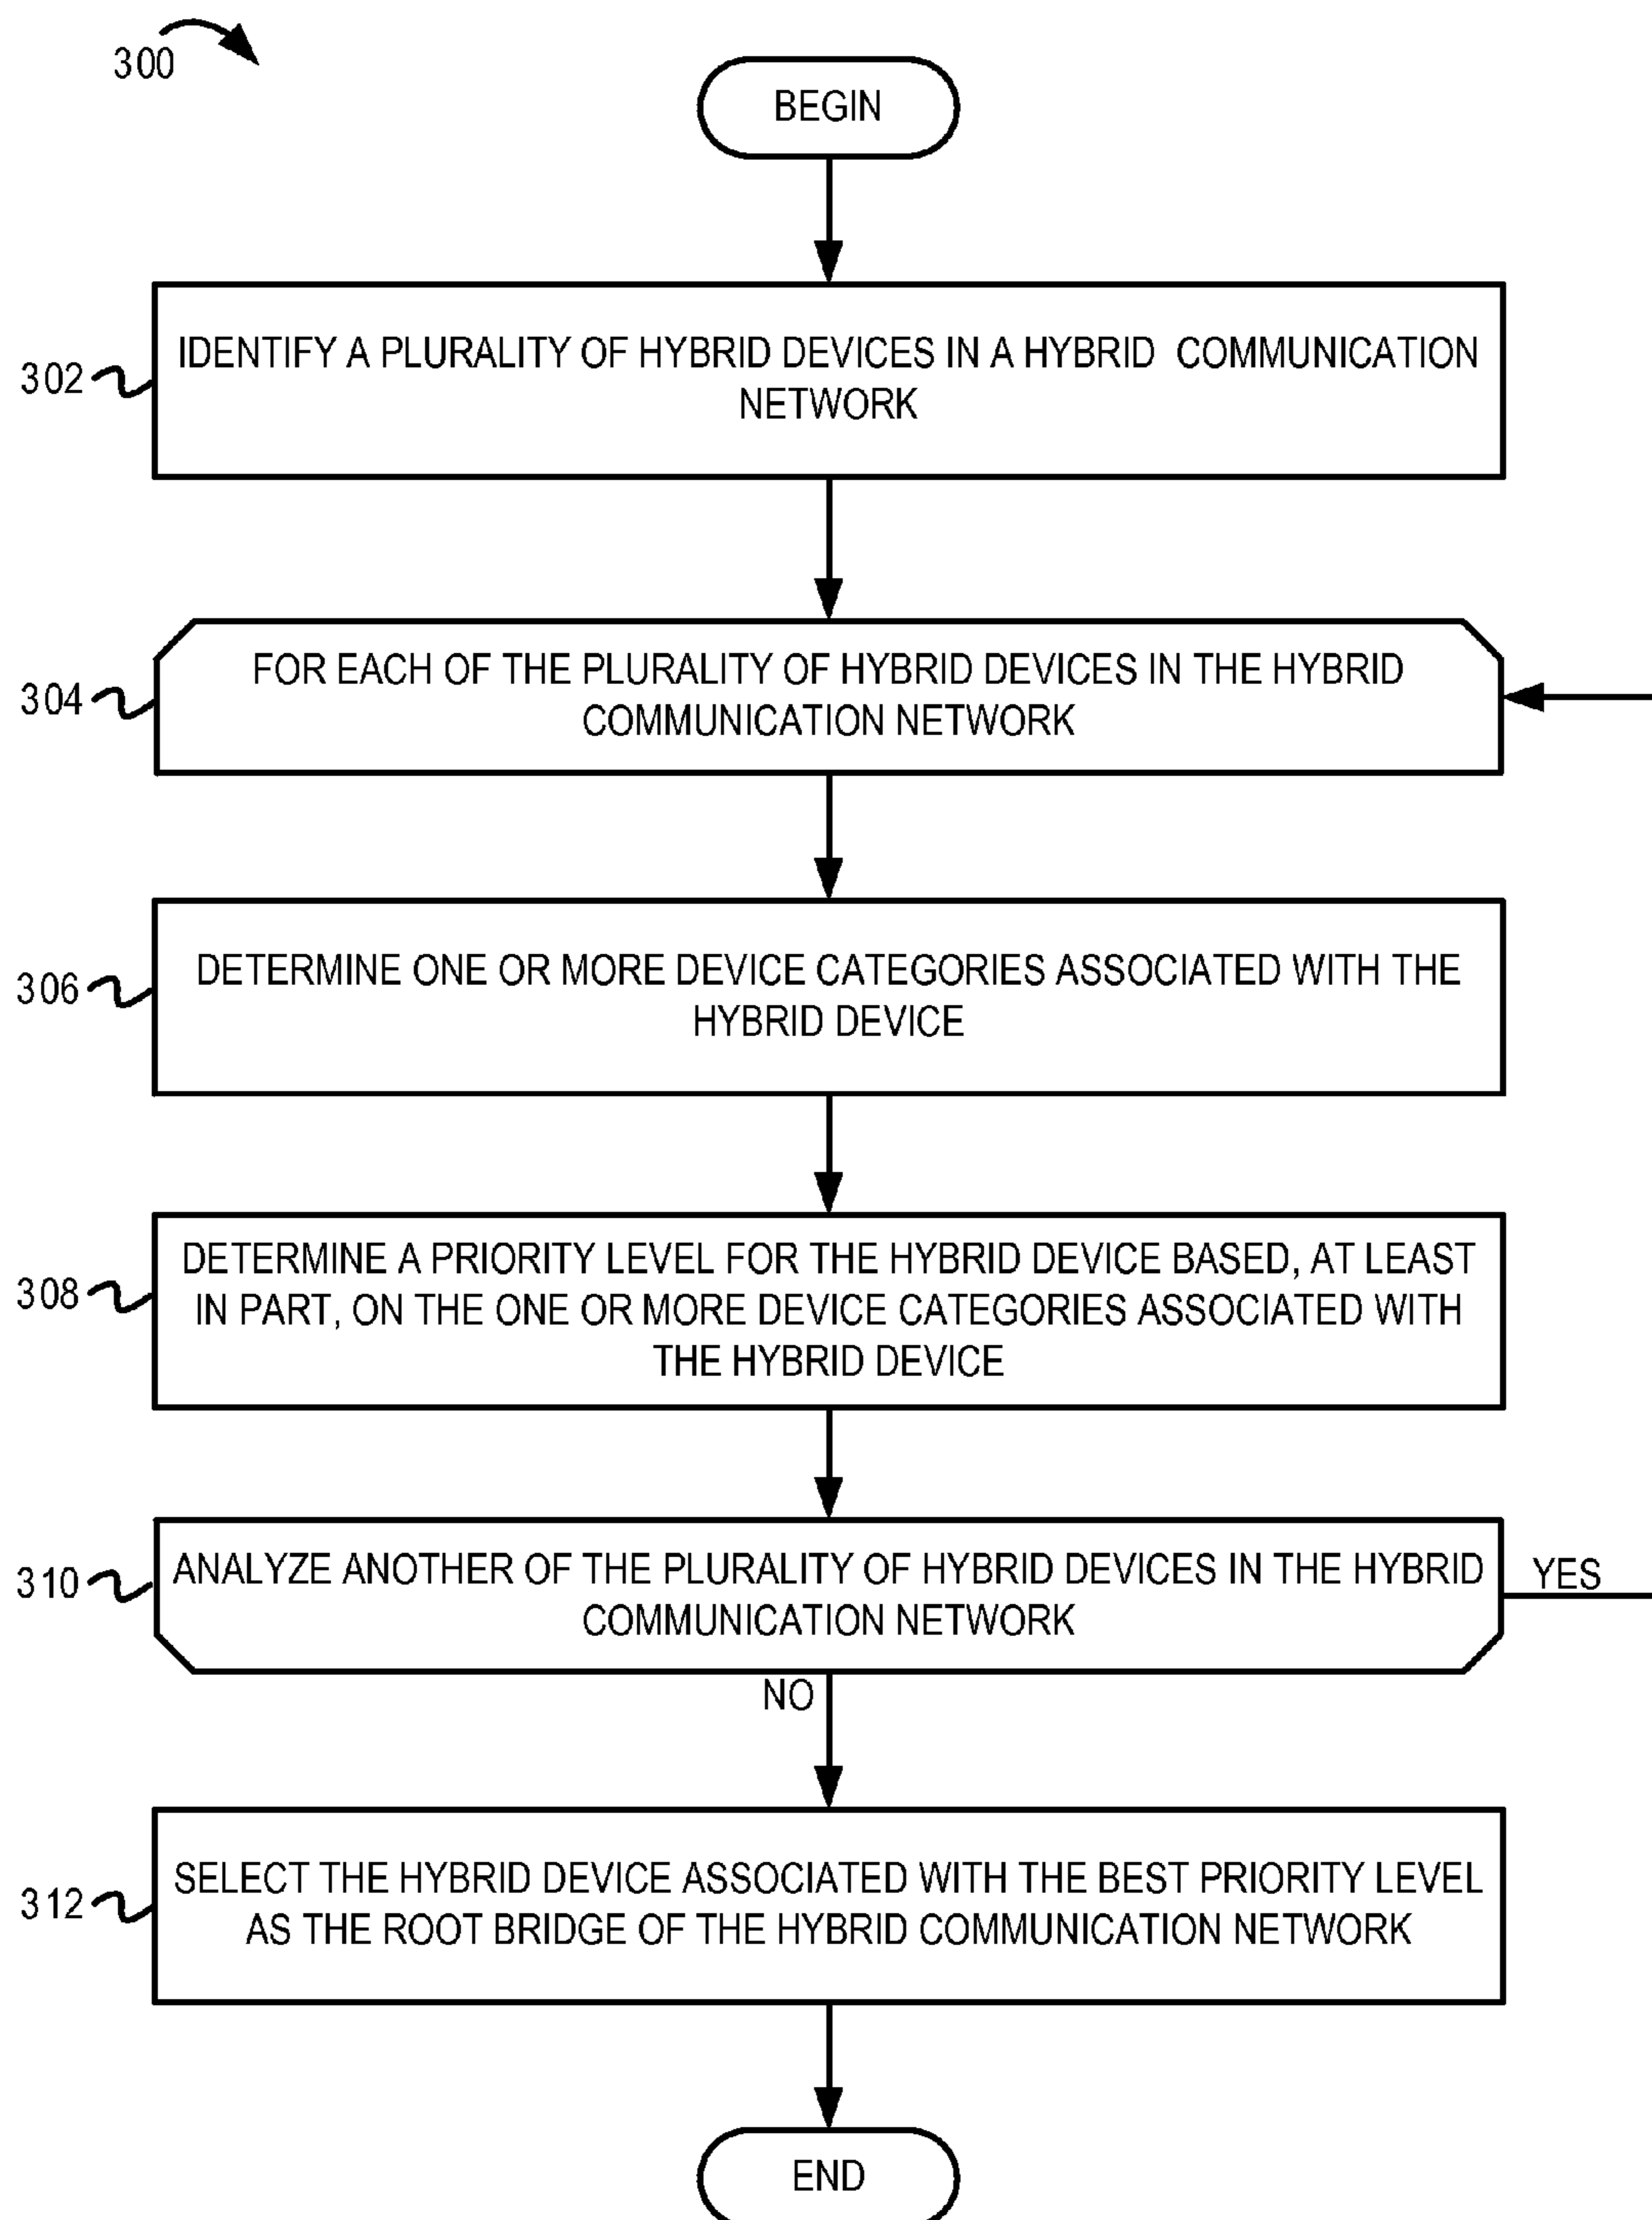 300
BEGIN
302
IDENTIFY A PLURALITY OF HYBRID DEVICES IN A HYBRID COMMUNICATION
NETWORK
304
FOR EACH OF THE PLURALITY OF HYBRID DEVICES IN THE HYBRID
COMMUNICATION NETWORK
306
DETERMINE ONE OR MORE DEVICE CATEGORIES ASSOCIATED WITH THE
HYBRID DEVICE
308
DETERMINE A PRIORITY LEVEL FOR THE HYBRID DEVICE BASED, AT LEAST
IN PART, ON THE ONE OR MORE DEVICE CATEGORIES ASSOCIATED WITH
THE HYBRID DEVICE
310
ANALYZE ANOTHER OF THE PLURALITY OF HYBRID DEVICES IN THE HYBRID
COMMUNICATION NETWORK
YES
NO
312
SELECT THE HYBRID DEVICE ASSOCIATED WITH THE BEST PRIORITY LEVEL
AS THE ROOT BRIDGE OF THE HYBRID COMMUNICATION NETWORK
END